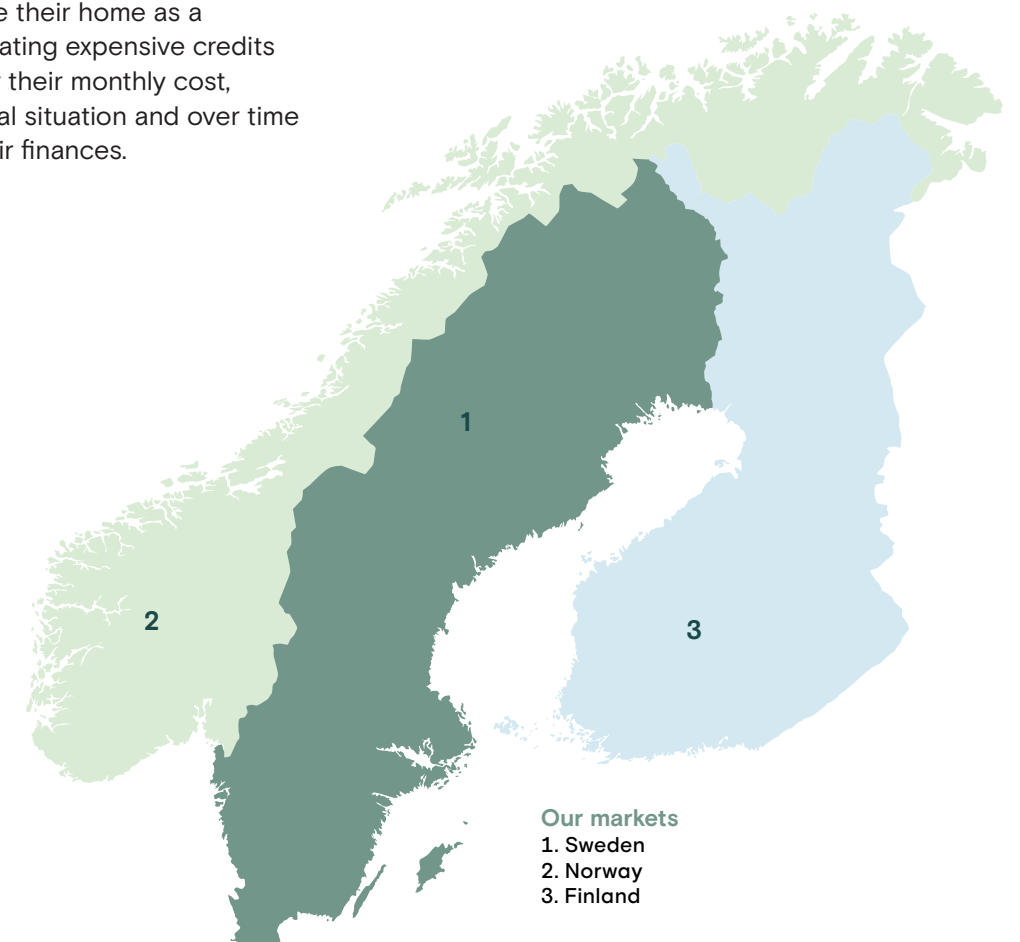 e their home as a
ating expensive credits
their monthly cost,
al situation and over time
ir finances.
1
2
3
Our markets
1. Sweden
2. Norway
3. Finland